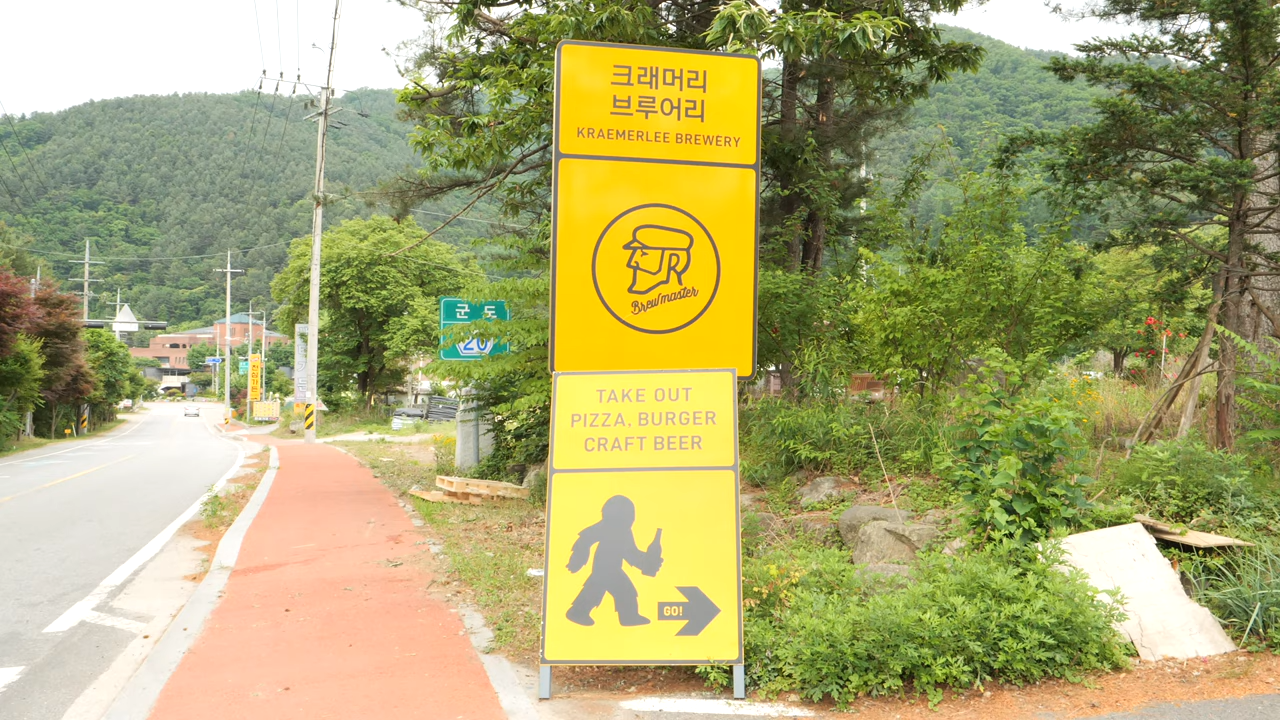 크래머리
브루어리
KRAEMERLEE BREWERY
Brewmaster
TAKE OUT
PIZZA, BURGER
CRAFT BEER
GO!
군 도
20